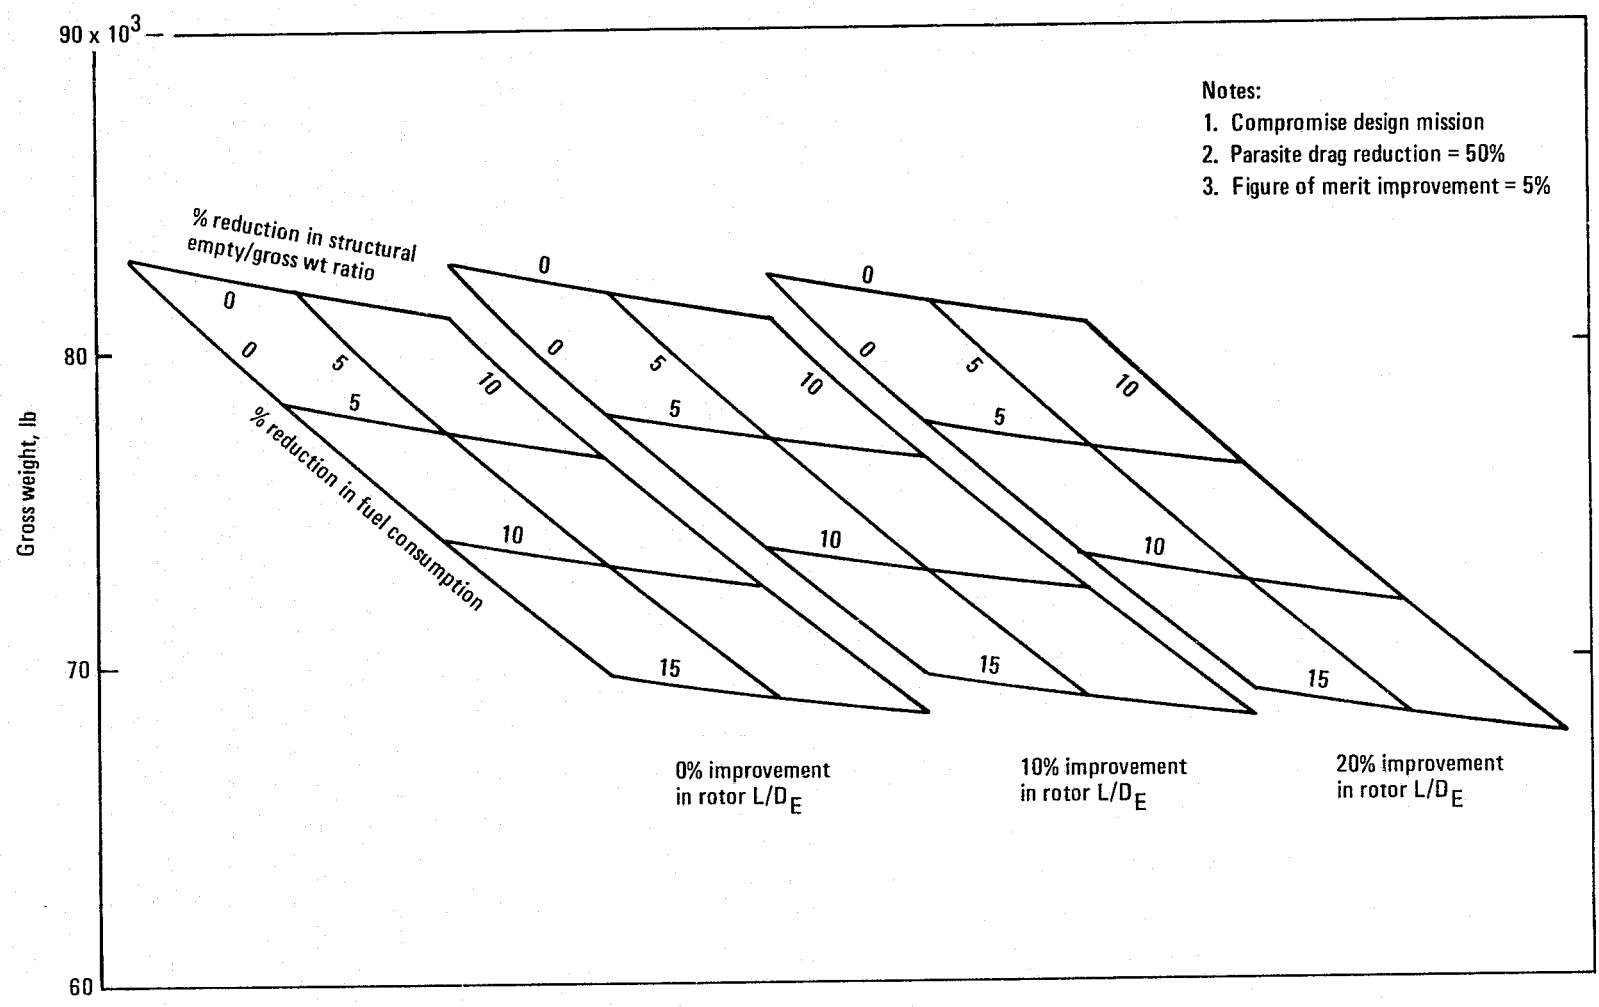 90 x 10³
Notes:
1. Compromise design mission
2. Parasite drag reduction = 50%
3. Figure of merit improvement = 5%
% reduction in structural
empty/gross wt ratio
0
0
0
0
5
10
0
5
10
0
5
10
80
5
5
5
Gross weight, lb
% reduction in fuel consumption
10
10
10
70
15
15
15
0% improvement
in rotor L/D_E
10% improvement
in rotor L/D_E
20% improvement
in rotor L/D_E
60